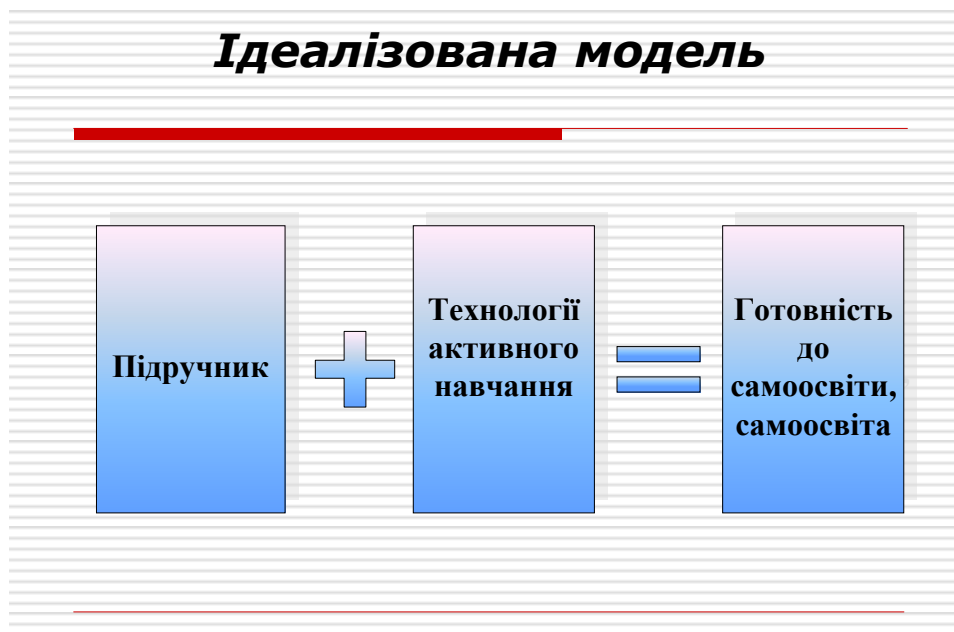 Ідеалізована модель
Підручник
Технології
активного
навчання
Готовність
до
самоосвіти,
самоосвіта